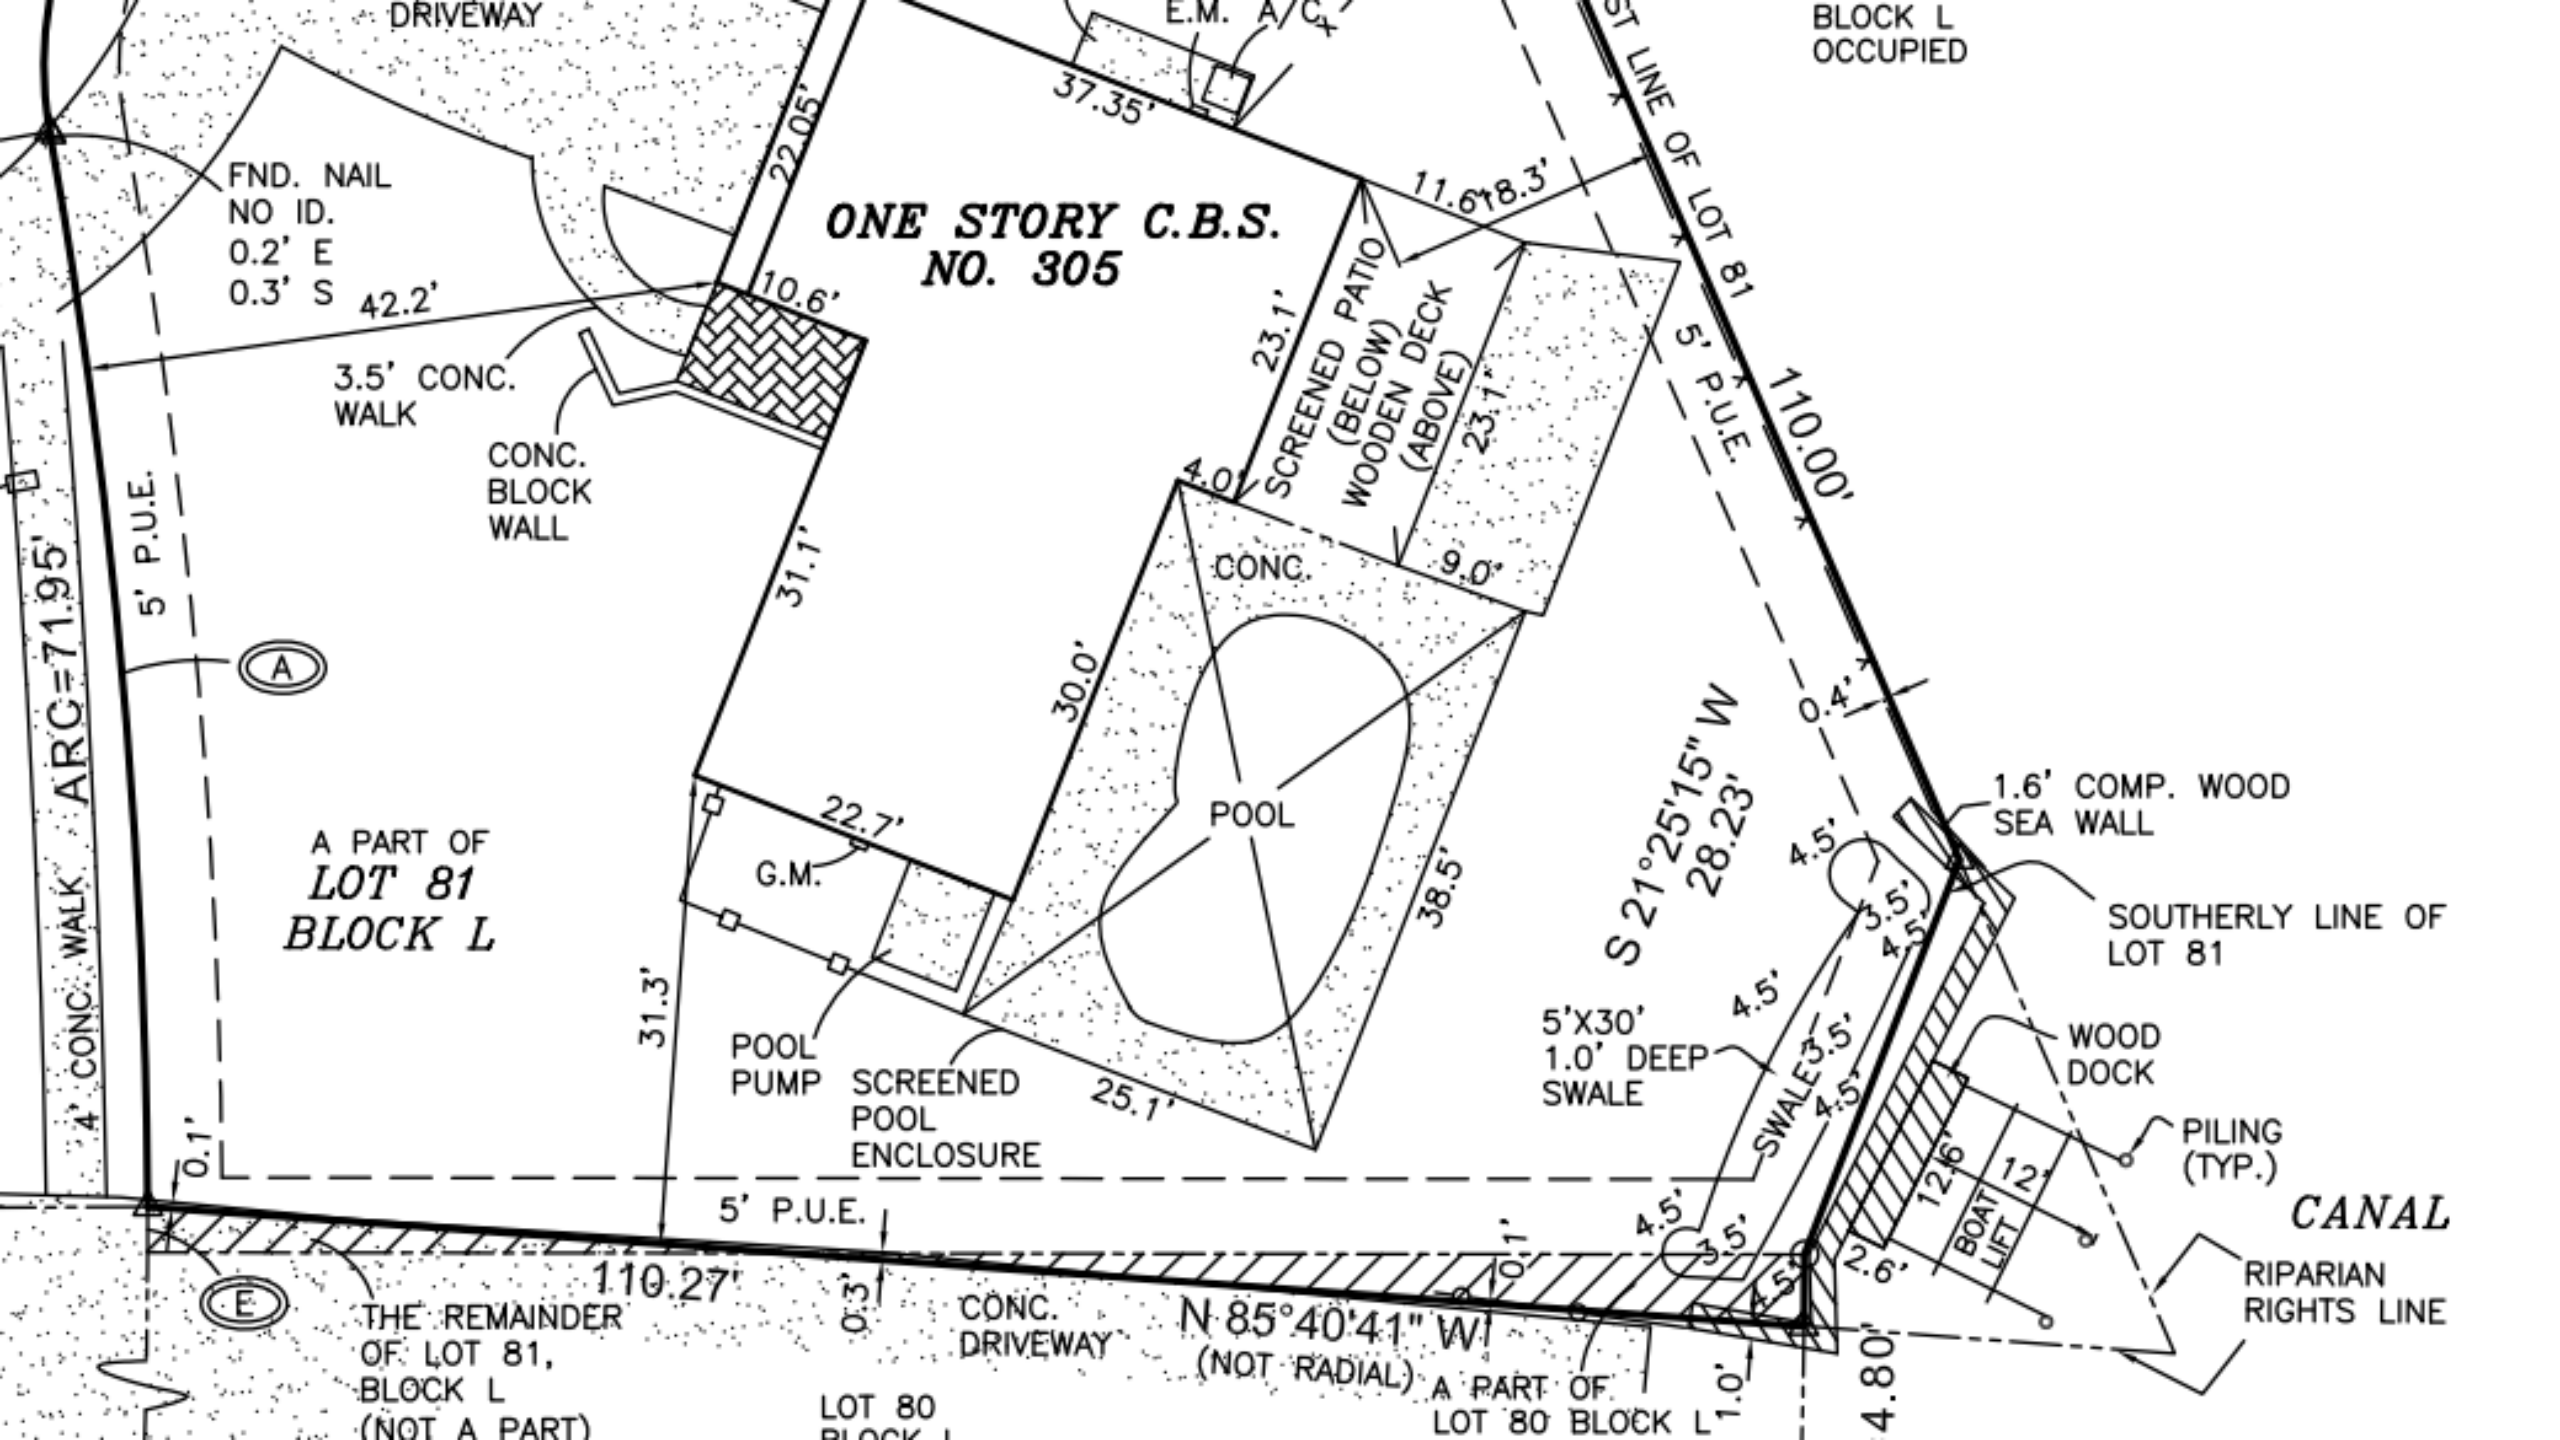 DRIVEWAY
E.M.
A/C
BLOCK L
OCCUPIED
37.35'
22.05'
ST LINE OF LOT 81
FND. NAIL
NO ID.
0.2' E
0.3' S
42.2'
ONE STORY C.B.S.
NO. 305
11.6'
18.3'
10.6'
3.5' CONC.
WALK
CONC.
BLOCK
WALL
23.1'
SCREENED PATIO
(BELOW)
WOODEN DECK
(ABOVE)
23.1'
5' P.U.E.
110.00'
4.0'
CONC.
9.0'
5' P.U.E.
ARC=71.95'
31.1'
A
30.0'
0.4'
S 21°25'15" W
28.23'
POOL
1.6' COMP. WOOD
SEA WALL
22.7'
G.M.
A PART OF
LOT 81
BLOCK L
38.5'
4.5'
3.5'
4.5'
SOUTHERLY LINE OF
LOT 81
4' CONC. WALK
31.3'
POOL
PUMP
SCREENED
POOL
ENCLOSURE
25.1'
4.5'
5'X30'
1.0' DEEP
SWALE
SWALE
3.5'
4.5'
WOOD
DOCK
PILING
(TYP.)
12.6'
12'
BOAT
LIFT
CANAL
0.1'
5' P.U.E.
4.5'
3.5'
4.5'
2.6'
RIPARIAN
RIGHTS LINE
E
110.27'
0.3'
0.1'
THE REMAINDER
OF LOT 81,
BLOCK L
(NOT A PART)
CONC.
DRIVEWAY
N 85°40'41" W
(NOT RADIAL)
A PART OF
LOT 80 BLOCK L
1.0'
4.80'
LOT 80
BLOCK L